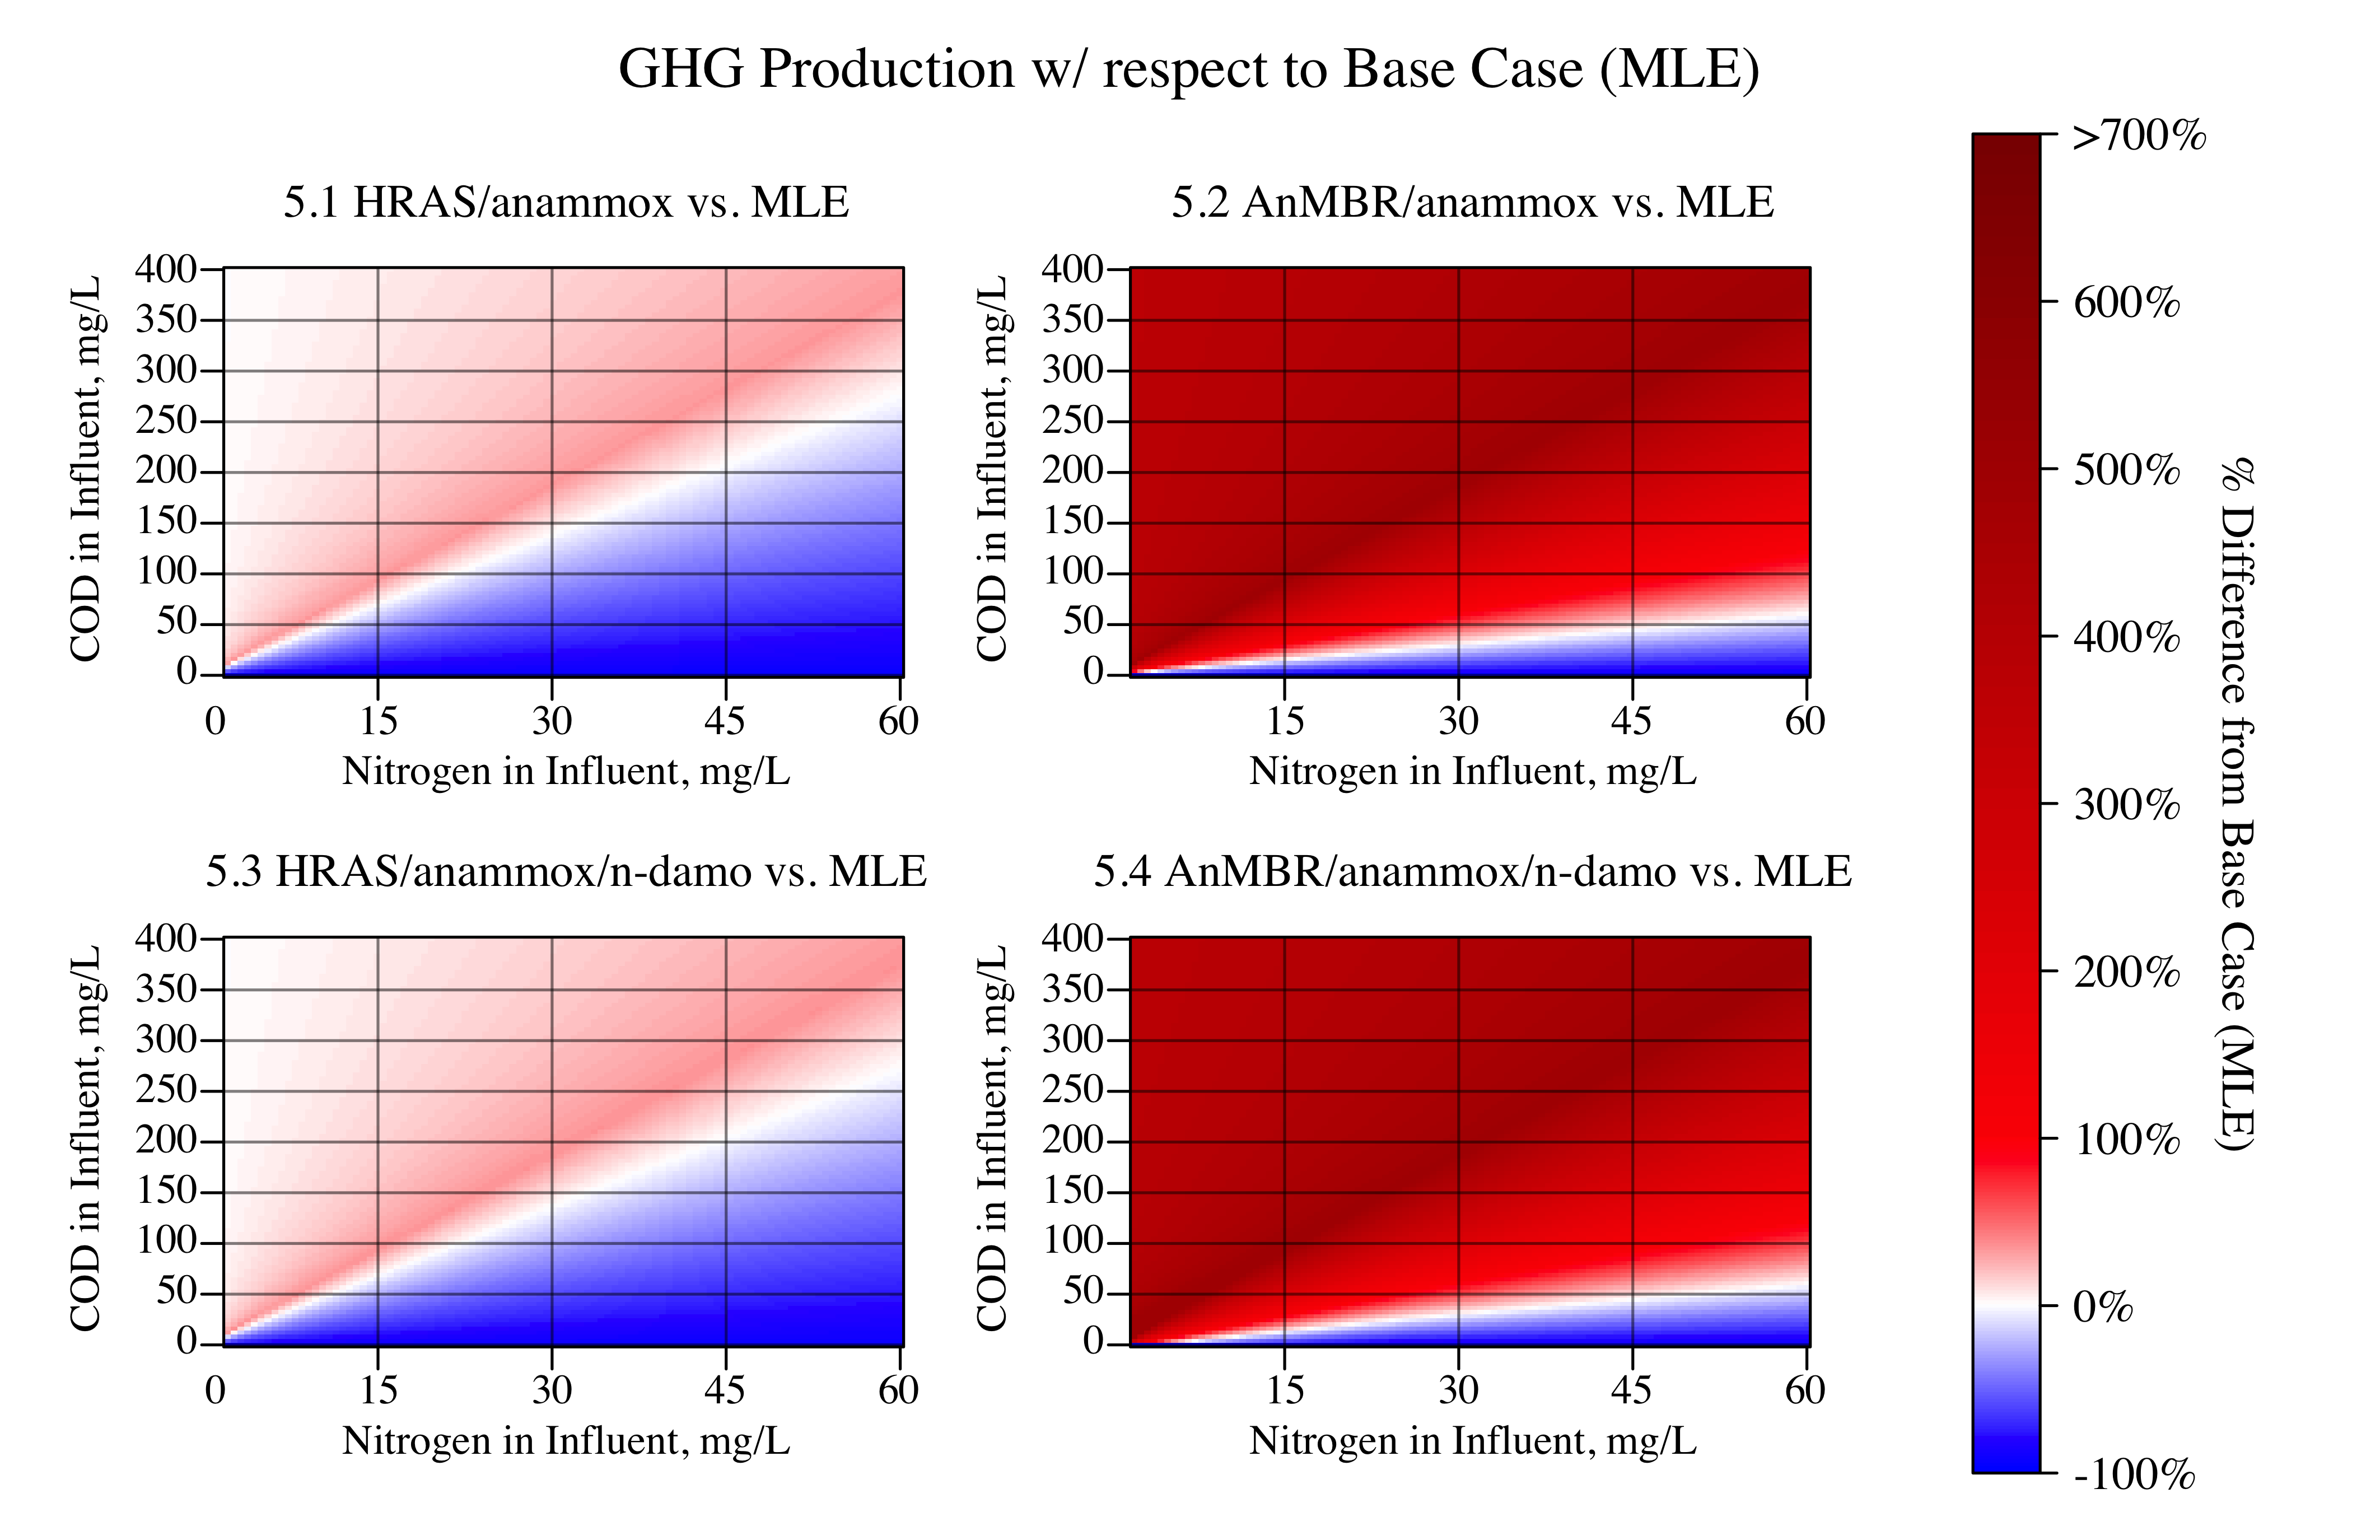 GHG Production w/ respect to Base Case (MLE)
5.1 HRAS/anammox vs. MLE
400
350
300
250
200
150
100
50
0
COD in Influent, mg/L
0 15 30 45 60
Nitrogen in Influent, mg/L
5.2 AnMBR/anammox vs. MLE
400
350
300
250
200
150
100
50
0
COD in Influent, mg/L
15 30 45 60
Nitrogen in Influent, mg/L
5.3 HRAS/anammox/n-damo vs. MLE
400
350
300
250
200
150
100
50
0
COD in Influent, mg/L
0 15 30 45 60
Nitrogen in Influent, mg/L
5.4 AnMBR/anammox/n-damo vs. MLE
400
350
300
250
200
150
100
50
0
COD in Influent, mg/L
15 30 45 60
Nitrogen in Influent, mg/L
>700%
600%
500%
400%
300%
200%
100%
0%
-100%
% Difference from Base Case (MLE)